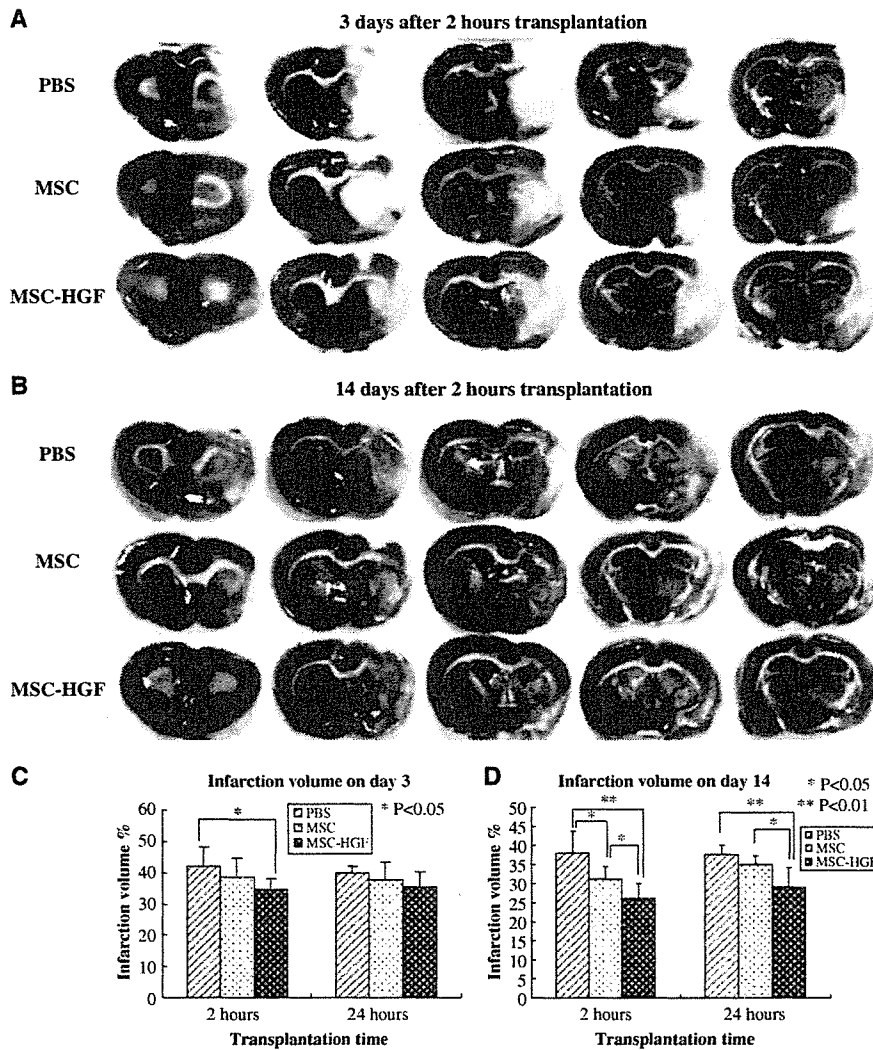 A
3 days after 2 hours transplantation
PBS
MSC
MSC-HGF
B
14 days after 2 hours transplantation
PBS
MSC
MSC-HGF
C
Infarction volume on day 3
* P<0.05
*
PBS
MSC
MSC-HGF
Infarction volume %
60
50
40
30
20
10
0
2 hours
24 hours
Transplantation time
D
Infarction volume on day 14
* P<0.05
** P<0.01
**
*
*
**
*
PBS
MSC
MSC-HGF
Infarction volume %
50
45
40
35
30
25
20
15
10
5
0
2 hours
24 hours
Transplantation time